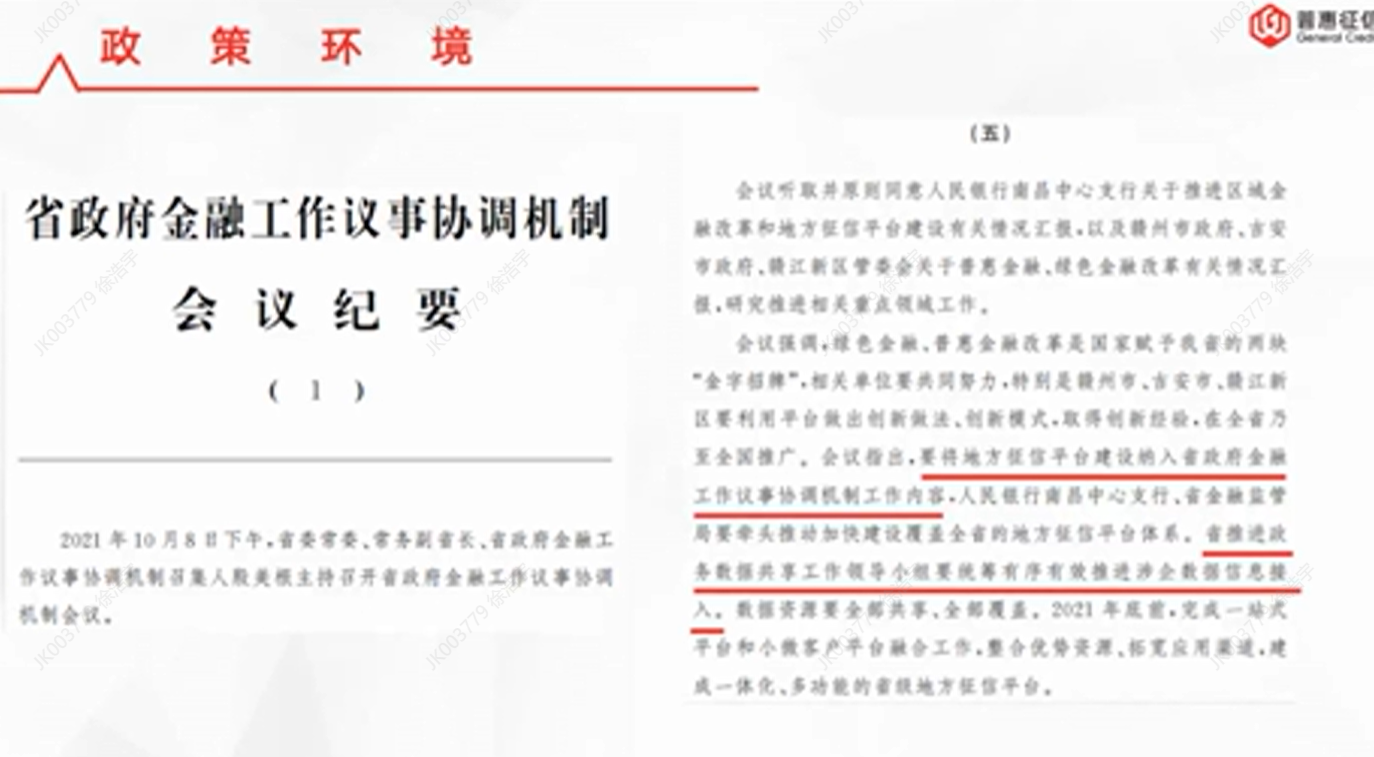 政策环境
普惠征信
General Credi
省政府金融工作议事协调机制
会议纪要
（1）
2021年10月8日下午，省委常委、常务副省长、省政府金融工
作议事协调机制召集人殷美根主持召开省政府金融工作议事协调
机制会议。
（五）
会议听取并原则同意人民银行南昌中心支行关于推进区域金
融改革和地方征信平台建设有关情况汇报，以及赣州市政府、吉安
市政府、赣江新区管委会关于普惠金融、绿色金融改革有关情况汇
报，研究推进相关重点领域工作。
会议强调，绿色金融、普惠金融改革是国家赋予我省的两块
“金字招牌”，相关单位要共同努力，特别是赣州市、吉安市、赣江新
区要利用平台做出创新做法、创新模式，取得创新经验，在全省乃
至全国推广。会议指出，要将地方征信平台建设纳入省政府金融
工作议事协调机制工作内容，人民银行南昌中心支行、省金融监管
局要牵头推动加快建设覆盖全省的地方征信平台体系。省推进政
务数据共享工作领导小组要统筹有序有效推进涉企数据信息接
入。数据资源要全部共享、全部覆盖。2021年底前，完成一站式
平台和小微客户平台融合工作，整合优势资源、拓宽应用渠道，建
成一体化、多功能的省级地方征信平台。
JK003779 徐浩宇